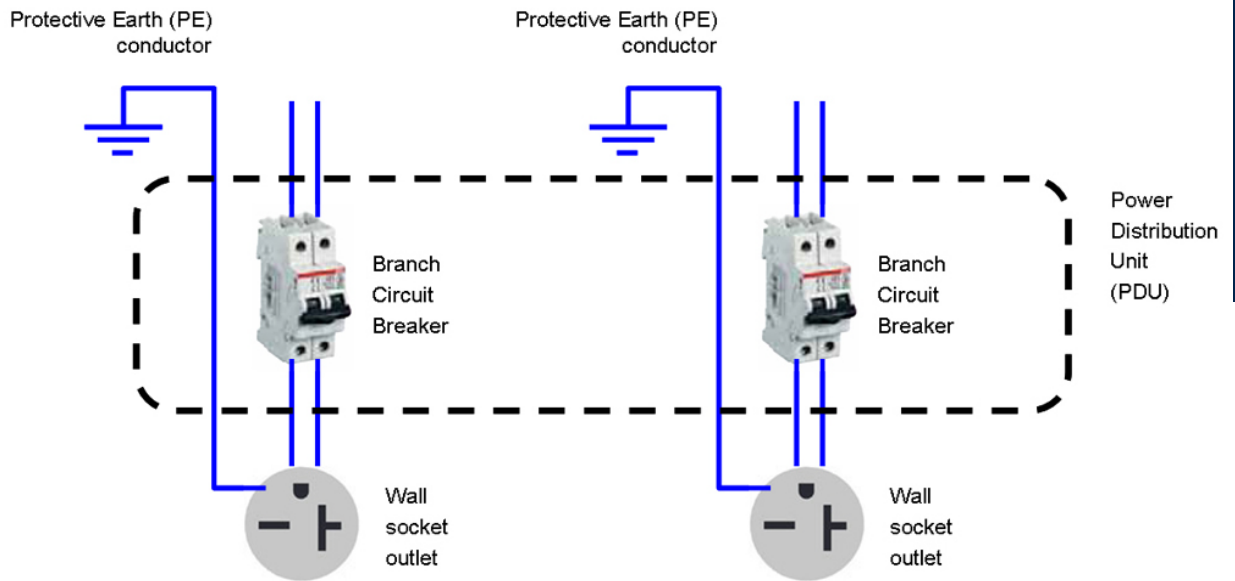 Protective Earth (PE)
conductor
Protective Earth (PE)
conductor
Branch
Circuit
Breaker
Branch
Circuit
Breaker
Power
Distribution
Unit
(PDU)
Wall
socket
outlet
Wall
socket
outlet